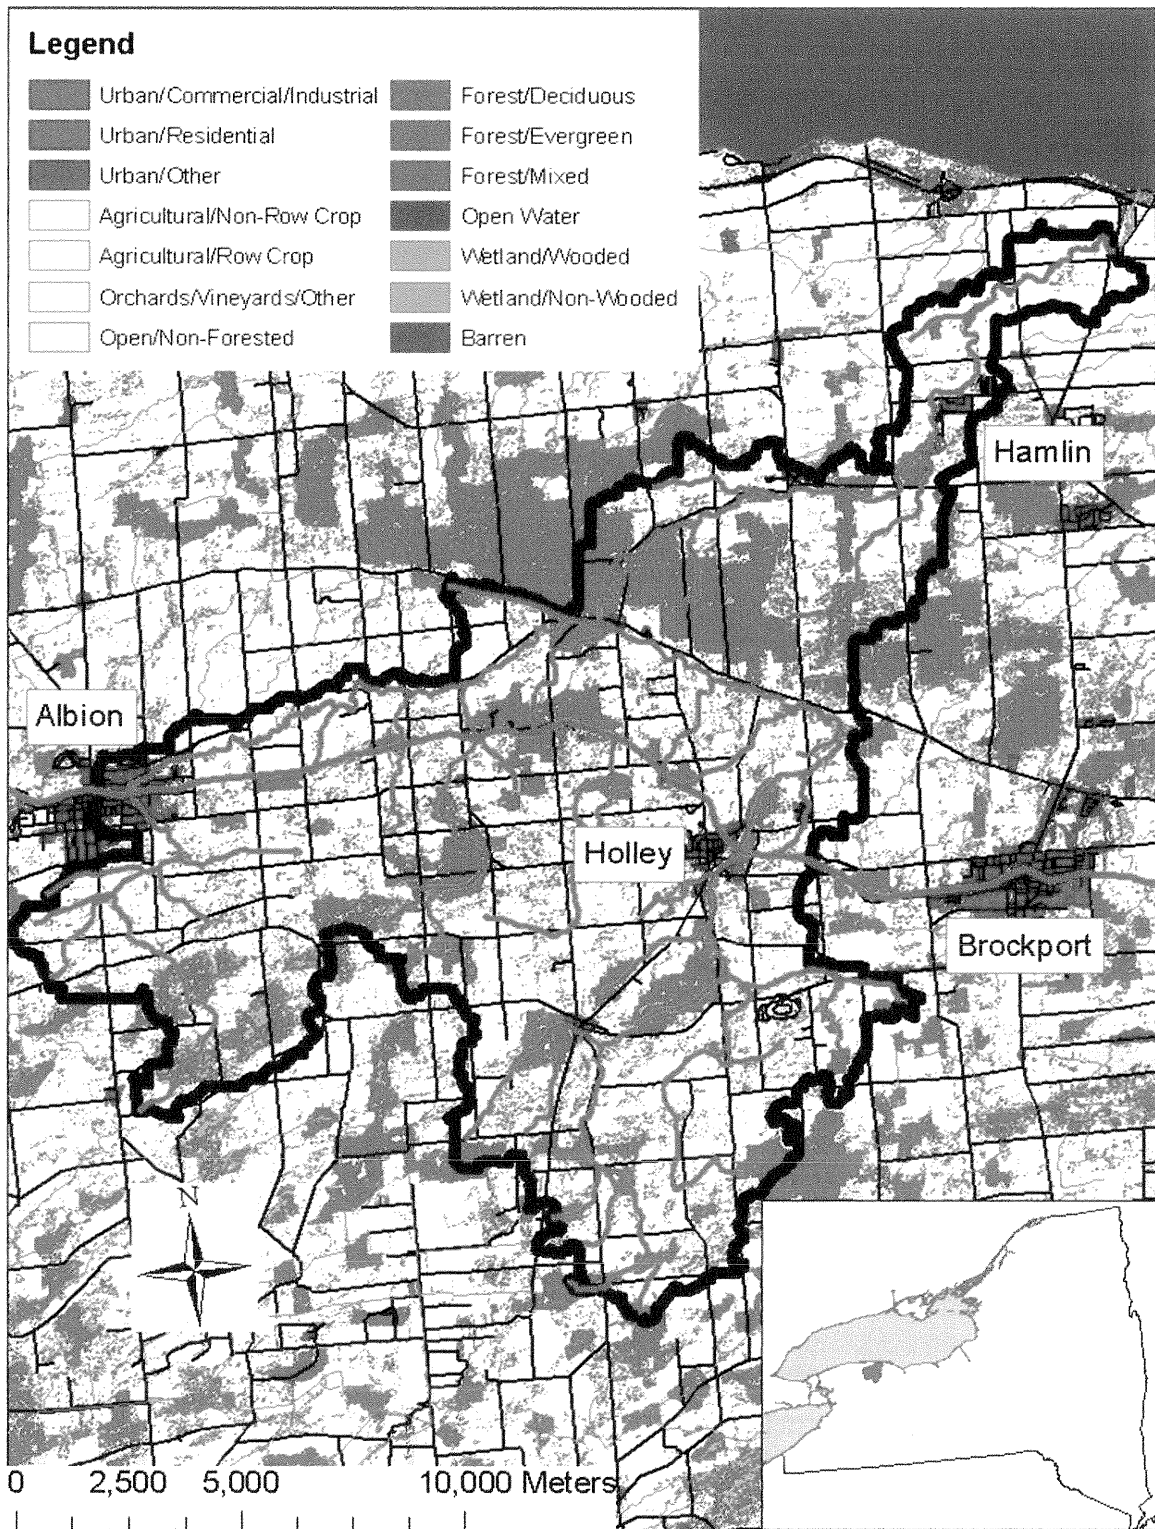 Legend
Urban/Commercial/Industrial
Urban/Residential
Urban/Other
Agricultural/Non-Row Crop
Agricultural/Row Crop
Orchards/Vineyards/Other
Open/Non-Forested
Forest/Deciduous
Forest/Evergreen
Forest/Mixed
Open Water
Wetland/Wooded
Wetland/Non-Wooded
Barren
Hamlin
Albion
Holley
Brockport
N
0 2,500 5,000 10,000 Meters